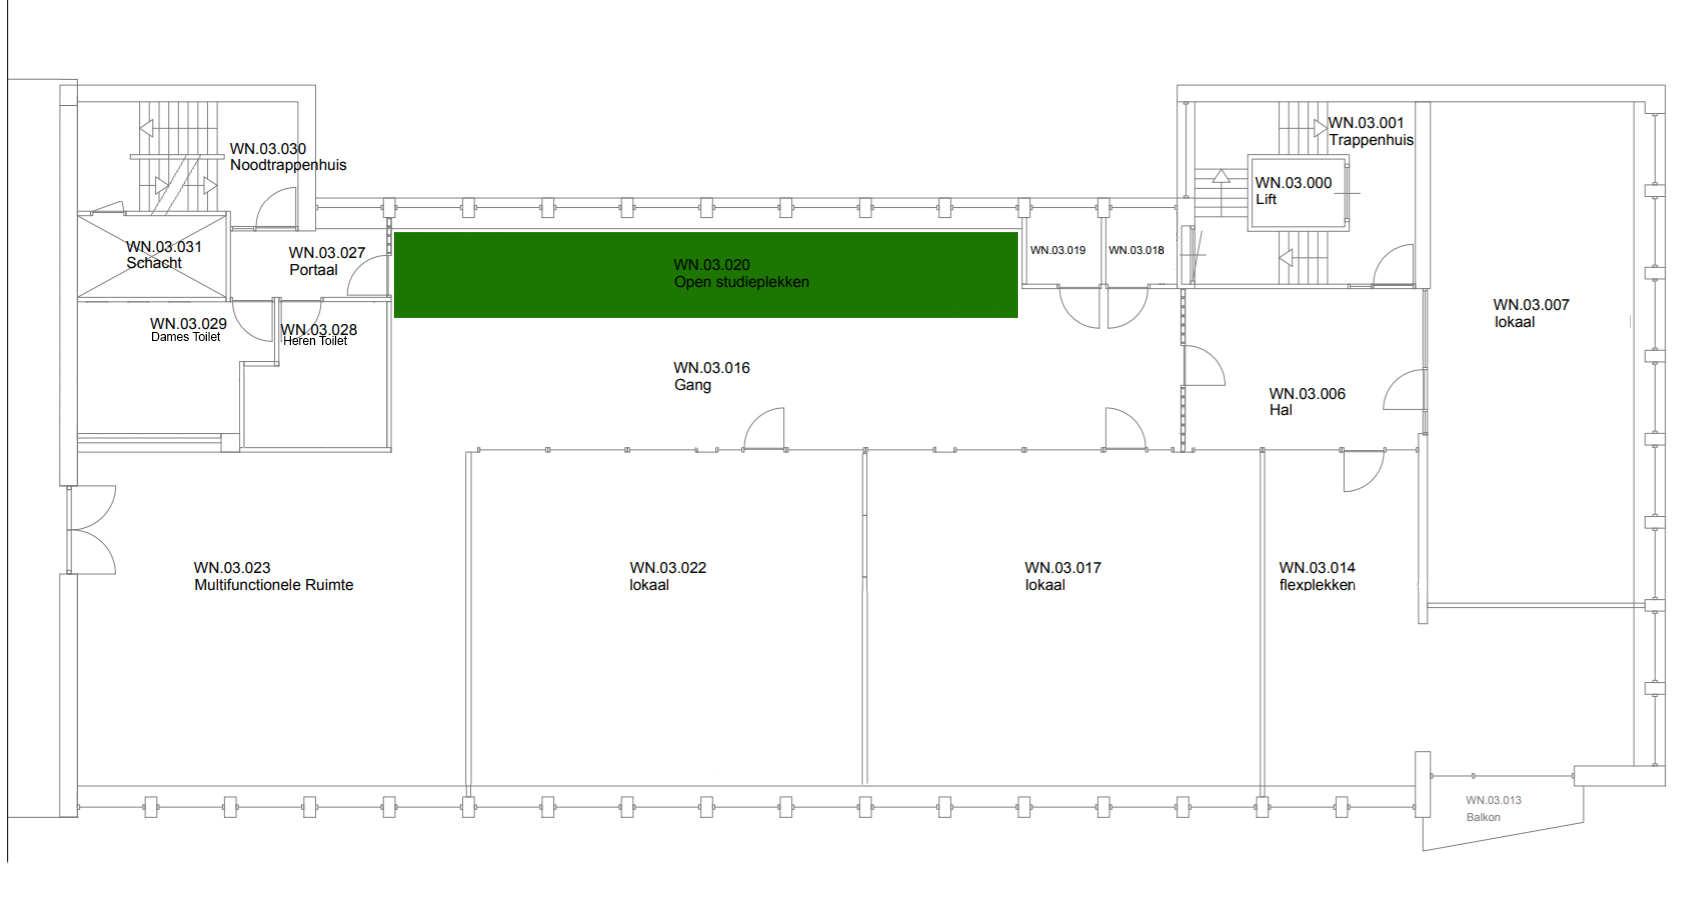 WN.03.030
Noodtrappenhuis
WN.03.001
Trappenhuis
WN.03.000
Lift
WN.03.031
Schacht
WN.03.027
Portaal
WN.03.020
Open studieplekken
WN.03.019
WN.03.018
WN.03.007
lokaal
WN.03.029
Dames Toilet
WN.03.028
Heren Toilet
WN.03.016
Gang
WN.03.006
Hal
WN.03.023
Multifunctionele Ruimte
WN.03.022
lokaal
WN.03.017
lokaal
WN.03.014
flexplekken
WN.03.013
Balkon